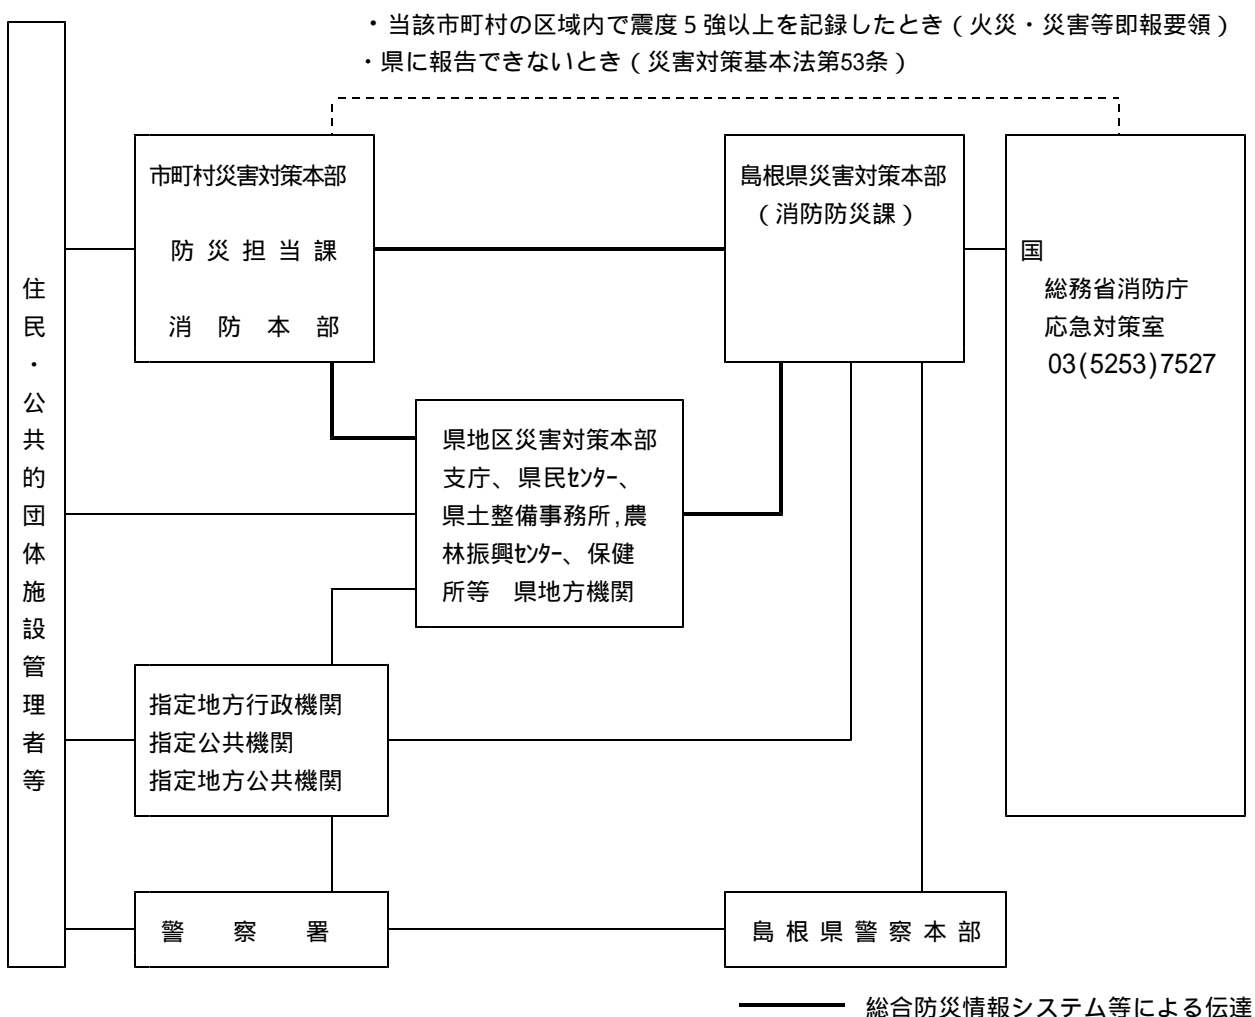 ・当該市町村の区域内で震度５強以上を記録したとき（火災・災害等即報要領）
・県に報告できないとき（災害対策基本法第53条）
住民・公共的団体施設管理者等
市町村災害対策本部
防災担当課
消防本部
島根県災害対策本部
（消防防災課）
国
総務省消防庁
応急対策室
03(5253)7527
県地区災害対策本部
支庁、県民ｾﾝﾀｰ、
県土整備事務所,農
林振興ｾﾝﾀｰ、保健
所等　県地方機関
指定地方行政機関
指定公共機関
指定地方公共機関
警察署
島根県警察本部
総合防災情報システム等による伝達